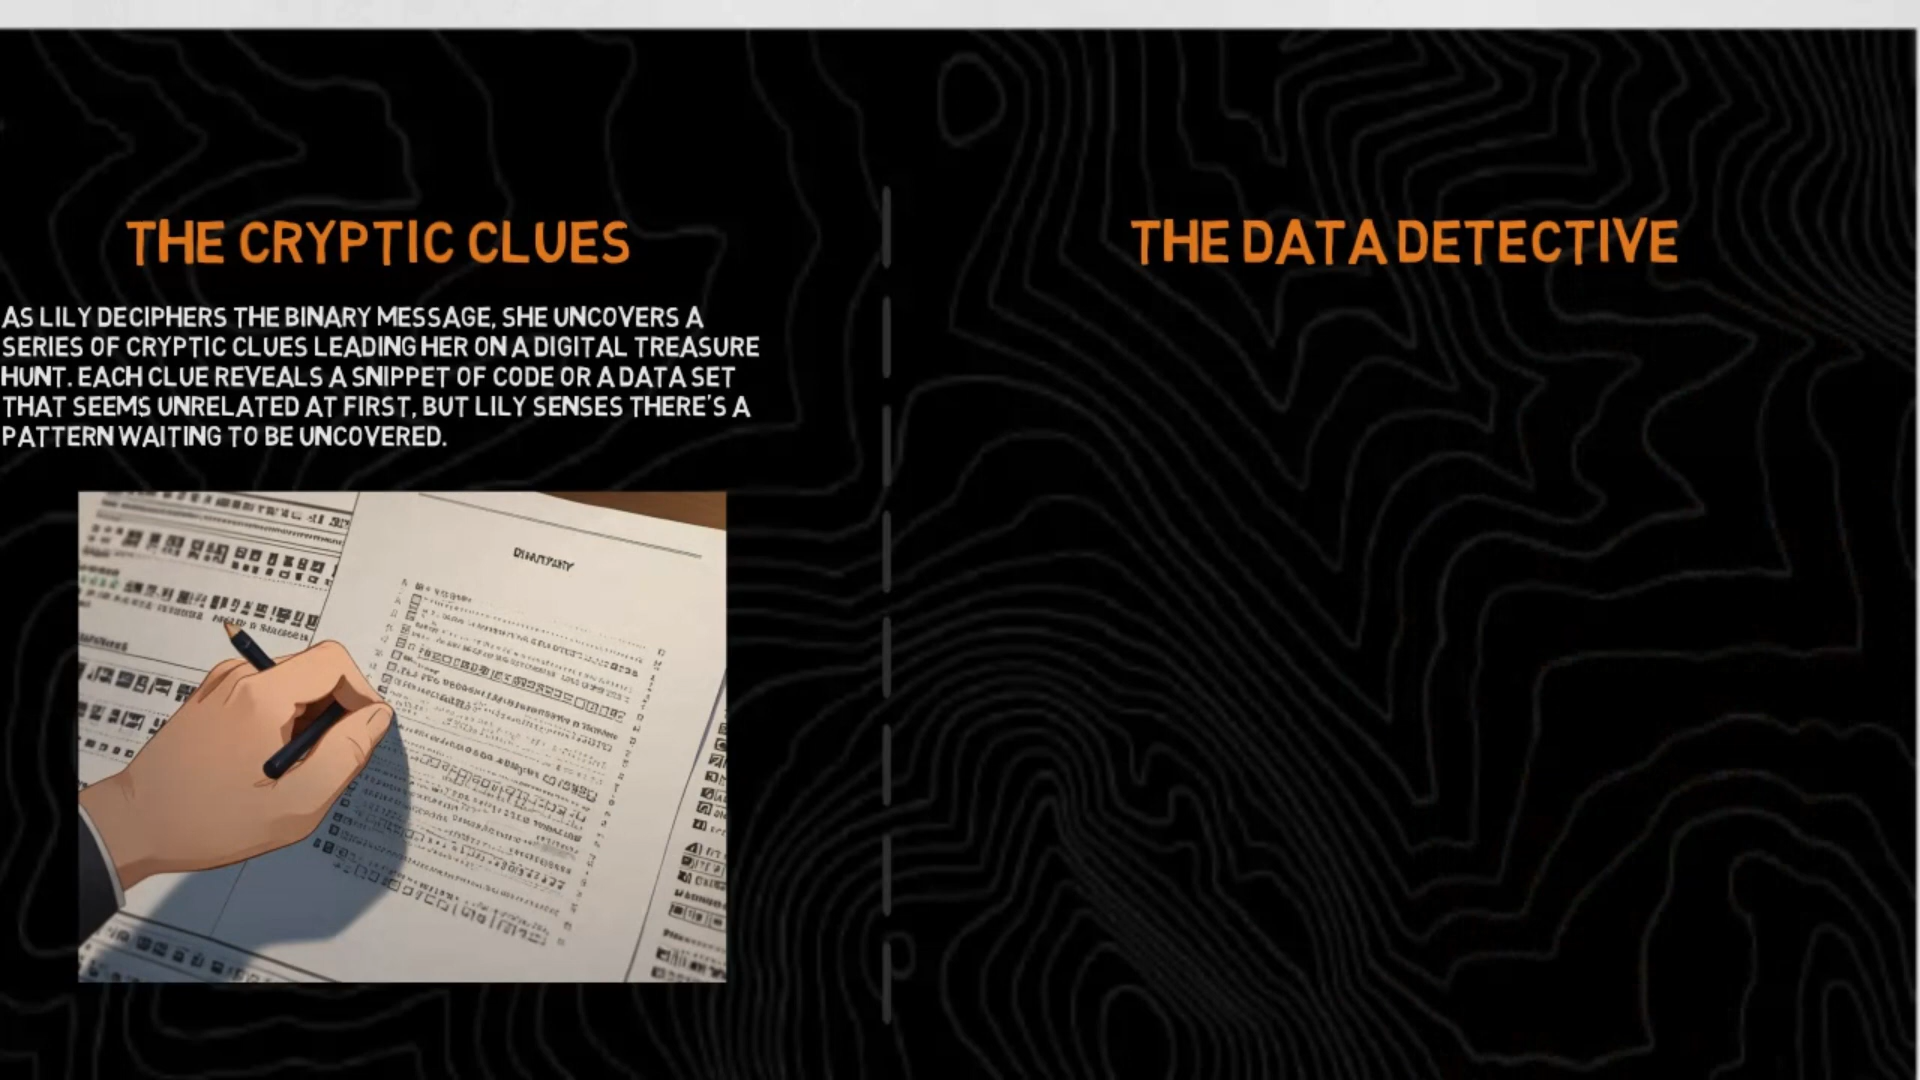 THE CRYPTIC CLUES
AS LILY DECIPHERS THE BINARY MESSAGE, SHE UNCOVERS A
SERIES OF CRYPTIC CLUES LEADING HER ON A DIGITAL TREASURE
HUNT. EACH CLUE REVEALS A SNIPPET OF CODE OR A DATA SET
THAT SEEMS UNRELATED AT FIRST, BUT LILY SENSES THERE'S A
PATTERN WAITING TO BE UNCOVERED.
THE DATA DETECTIVE